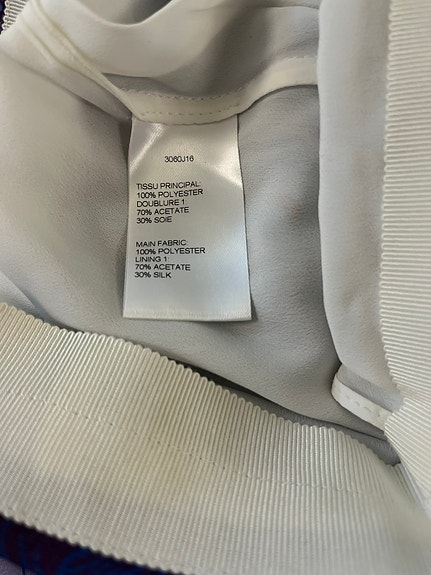 3060J16
TISSU PRINCIPAL:
100% POLYESTER
DOUBLURE 1:
70% ACETATE
30% SOIE
MAIN FABRIC:
100% POLYESTER
LINING 1:
70% ACETATE
30% SILK